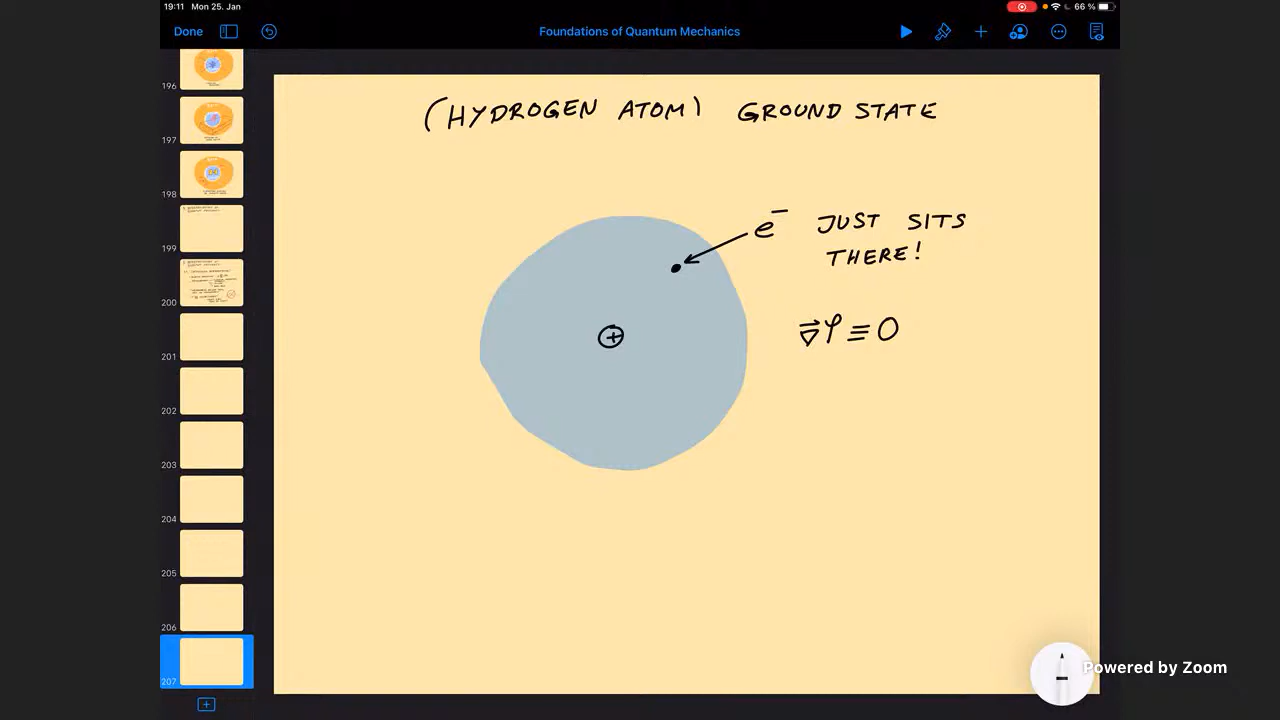 19:11 Mon 25. Jan
66 %
Done
Foundations of Quantum Mechanics
196
197
198
199
200
201
202
203
204
205
206
207
(HYDROGEN ATOM) GROUND STATE
e⁻ JUST SITS
THERE!
∇⃗φ ≡ 0
+
Powered by Zoom